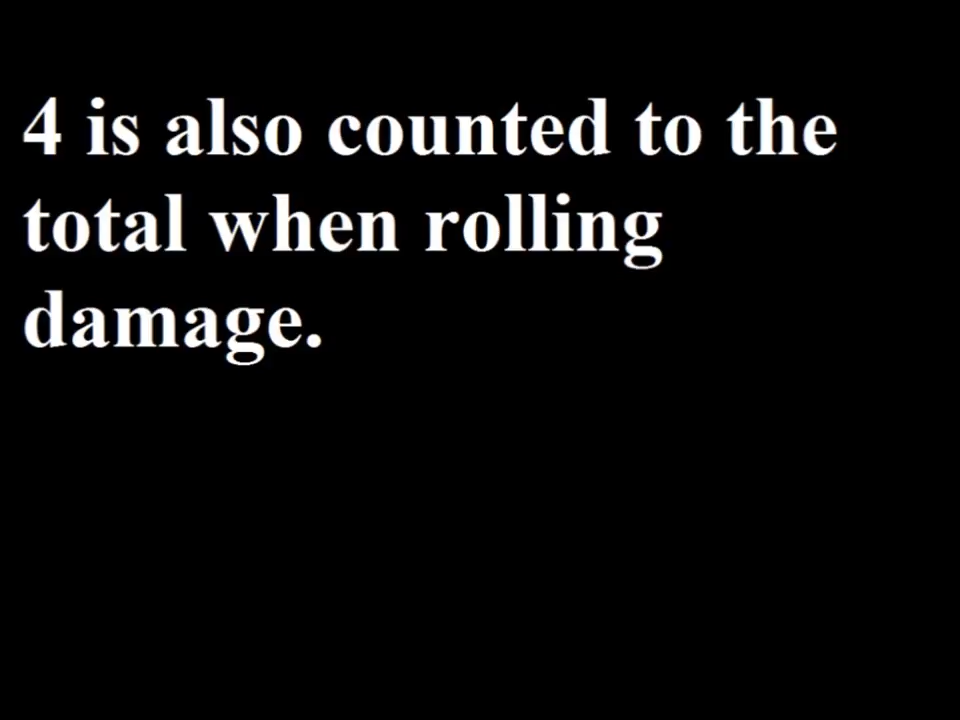 4 is also counted to the
total when rolling
damage.